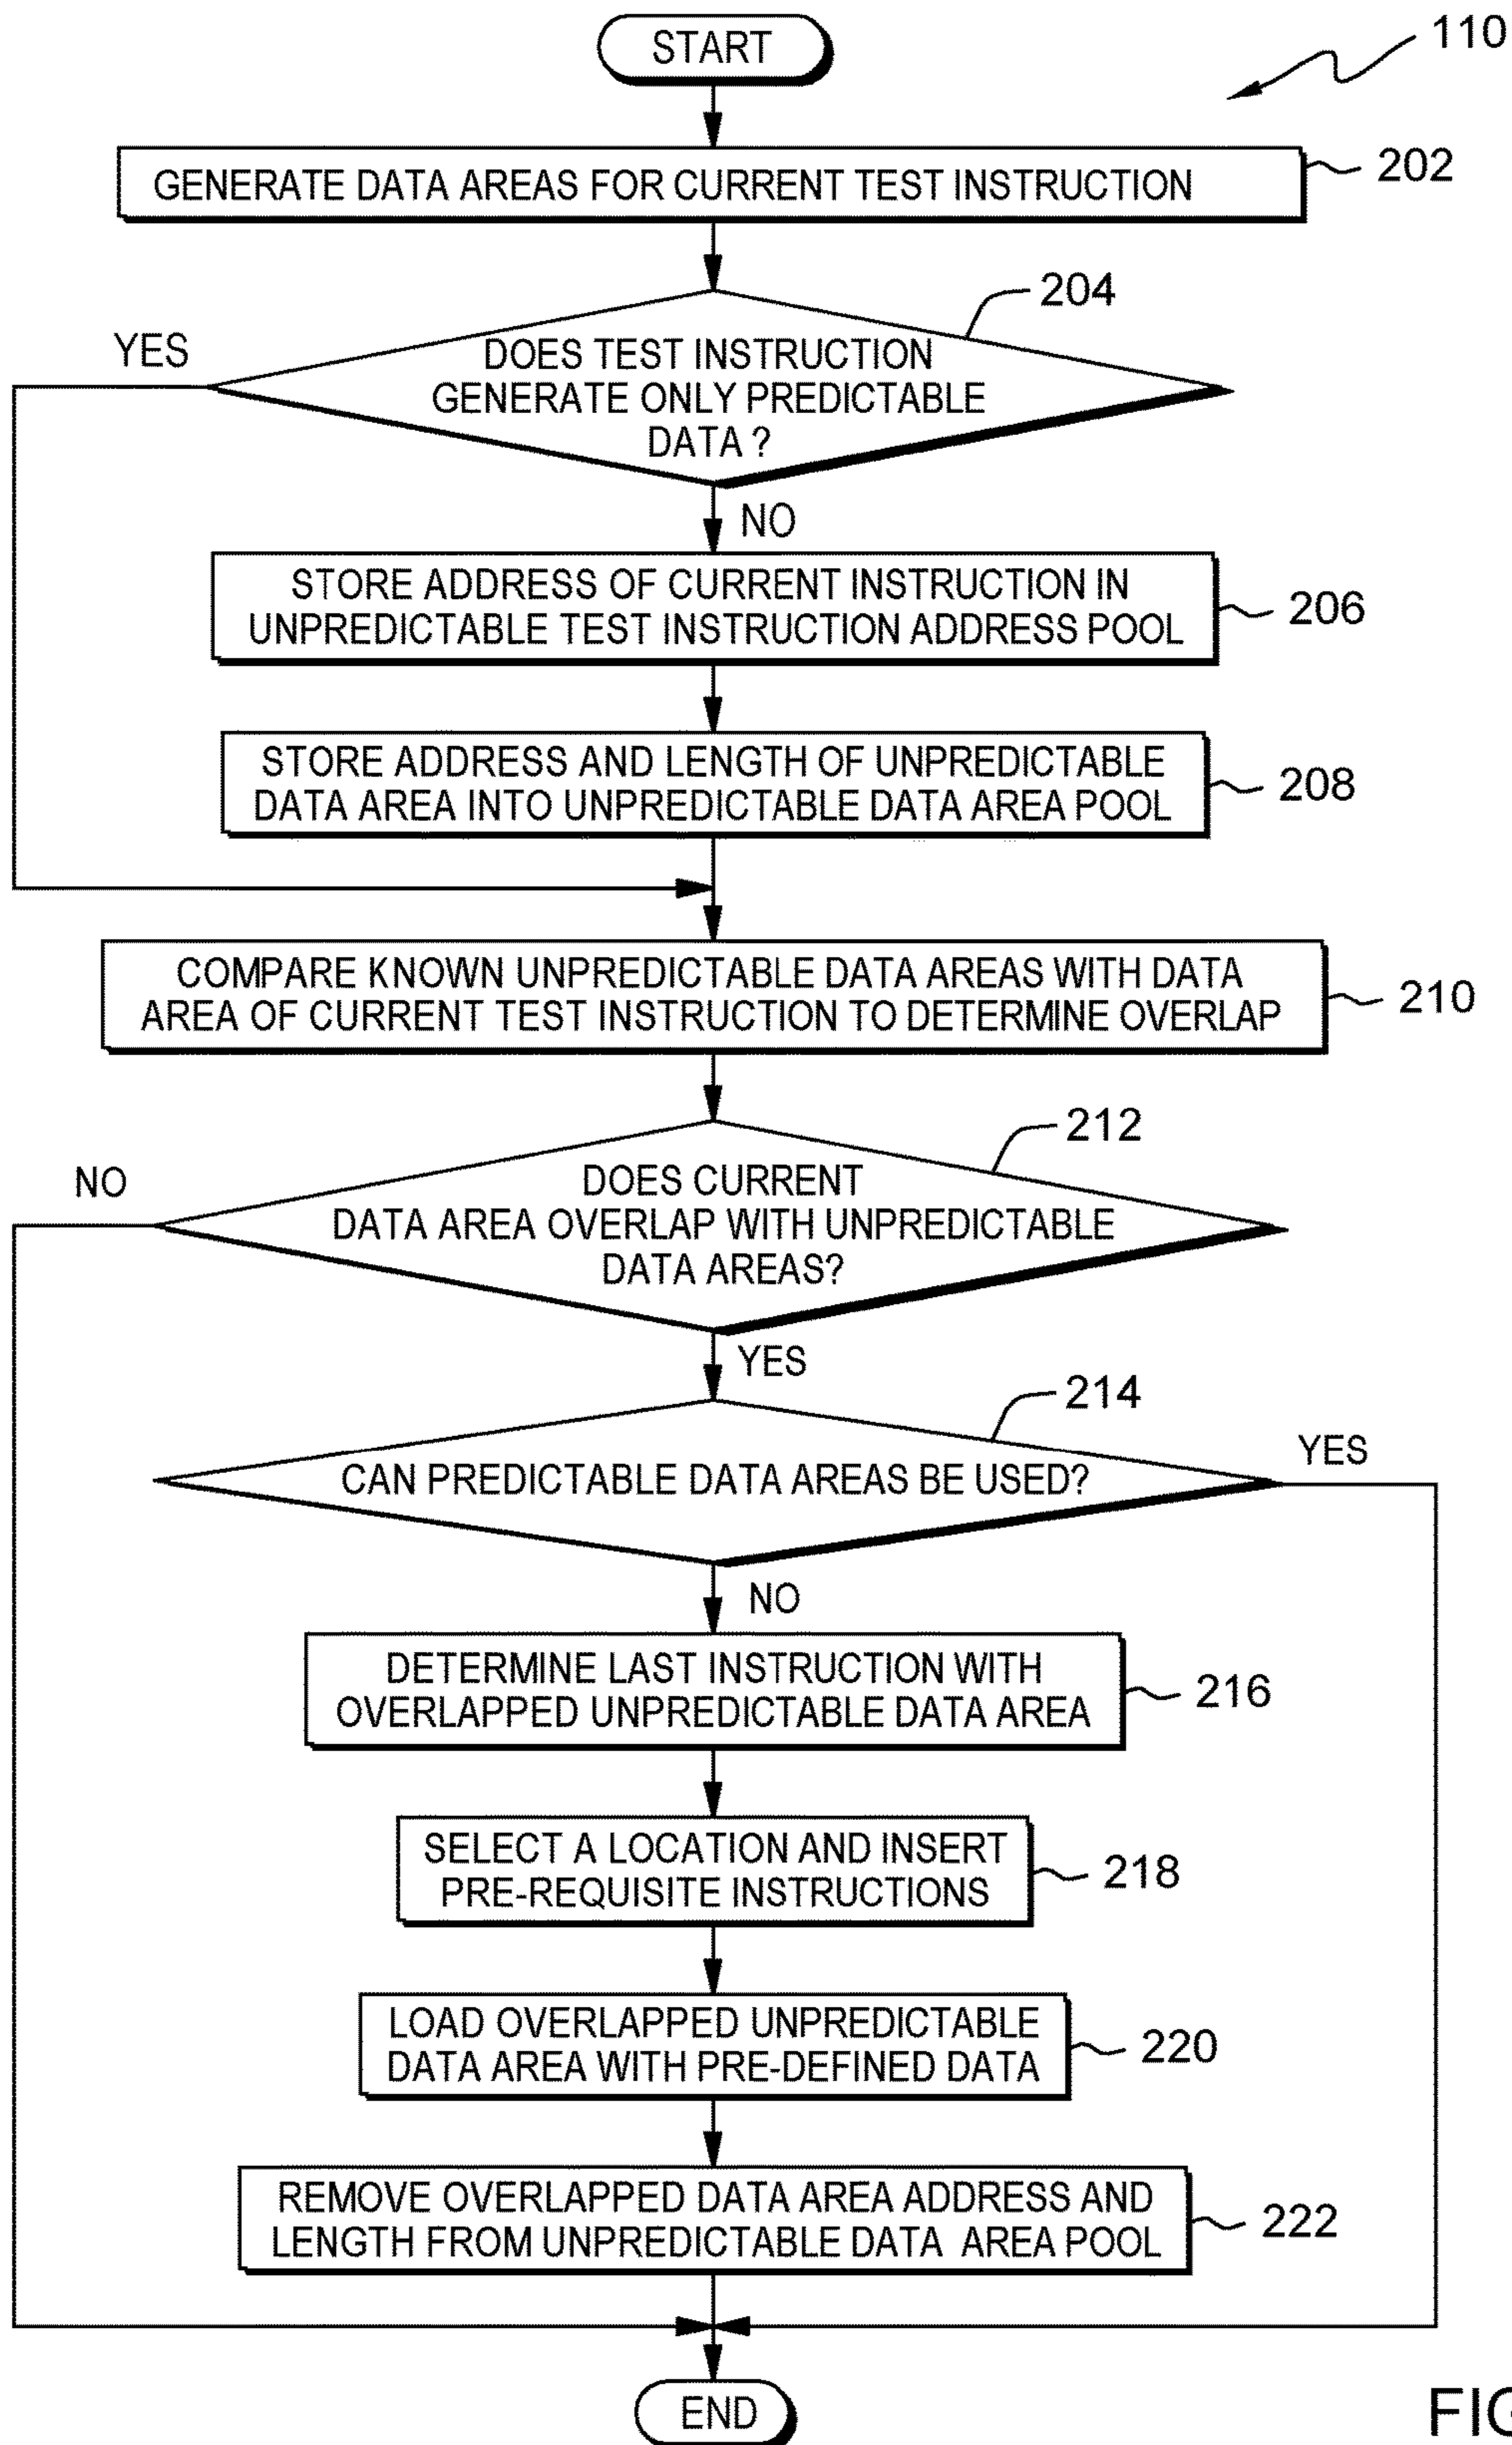 START
110
GENERATE DATA AREAS FOR CURRENT TEST INSTRUCTION
202
204
YES
DOES TEST INSTRUCTION
GENERATE ONLY PREDICTABLE
DATA ?
NO
STORE ADDRESS OF CURRENT INSTRUCTION IN
UNPREDICTABLE TEST INSTRUCTION ADDRESS POOL
206
STORE ADDRESS AND LENGTH OF UNPREDICTABLE
DATA AREA INTO UNPREDICTABLE DATA AREA POOL
208
COMPARE KNOWN UNPREDICTABLE DATA AREAS WITH DATA
AREA OF CURRENT TEST INSTRUCTION TO DETERMINE OVERLAP
210
212
NO
DOES CURRENT
DATA AREA OVERLAP WITH UNPREDICTABLE
DATA AREAS?
YES
214
YES
CAN PREDICTABLE DATA AREAS BE USED?
NO
DETERMINE LAST INSTRUCTION WITH
OVERLAPPED UNPREDICTABLE DATA AREA
216
SELECT A LOCATION AND INSERT
PRE-REQUISITE INSTRUCTIONS
218
LOAD OVERLAPPED UNPREDICTABLE
DATA AREA WITH PRE-DEFINED DATA
220
REMOVE OVERLAPPED DATA AREA ADDRESS AND
LENGTH FROM UNPREDICTABLE DATA AREA POOL
222
END